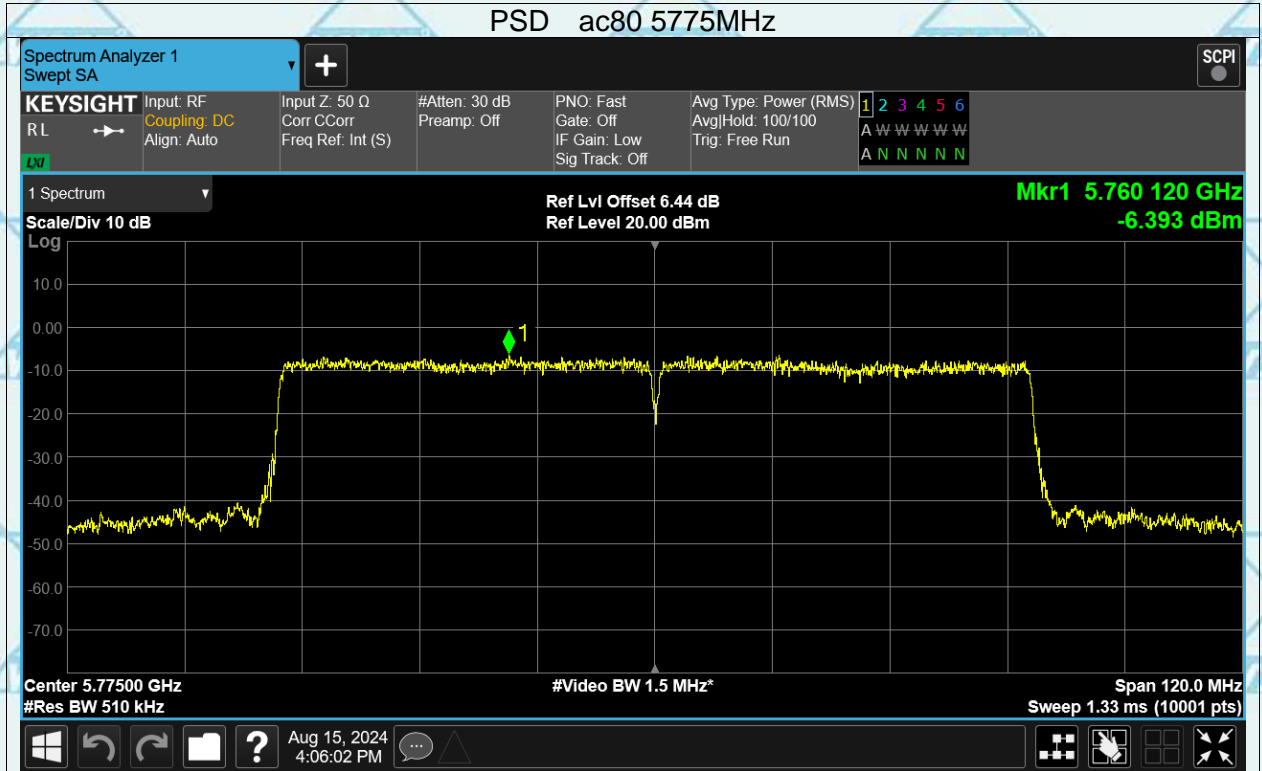 PSD ac80 5775MHz
Spectrum Analyzer 1
Swept SA
SCPI
KEYSIGHT
R L
LXI
Input: RF
Coupling: DC
Align: Auto
Input Z: 50 Ω
Corr CCorr
Freq Ref: Int (S)
#Atten: 30 dB
Preamp: Off
PNO: Fast
Gate: Off
IF Gain: Low
Sig Track: Off
Avg Type: Power (RMS)
Avg|Hold: 100/100
Trig: Free Run
1 2 3 4 5 6
A W W W W W
A N N N N N
1 Spectrum
Scale/Div 10 dB
Ref Lvl Offset 6.44 dB
Ref Level 20.00 dBm
Mkr1 5.760 120 GHz
-6.393 dBm
Log
10.0
0.00
1
-10.0
-20.0
-30.0
-40.0
-50.0
-60.0
-70.0
Center 5.77500 GHz
#Res BW 510 kHz
#Video BW 1.5 MHz*
Span 120.0 MHz
Sweep 1.33 ms (10001 pts)
?
Aug 15, 2024
4:06:02 PM